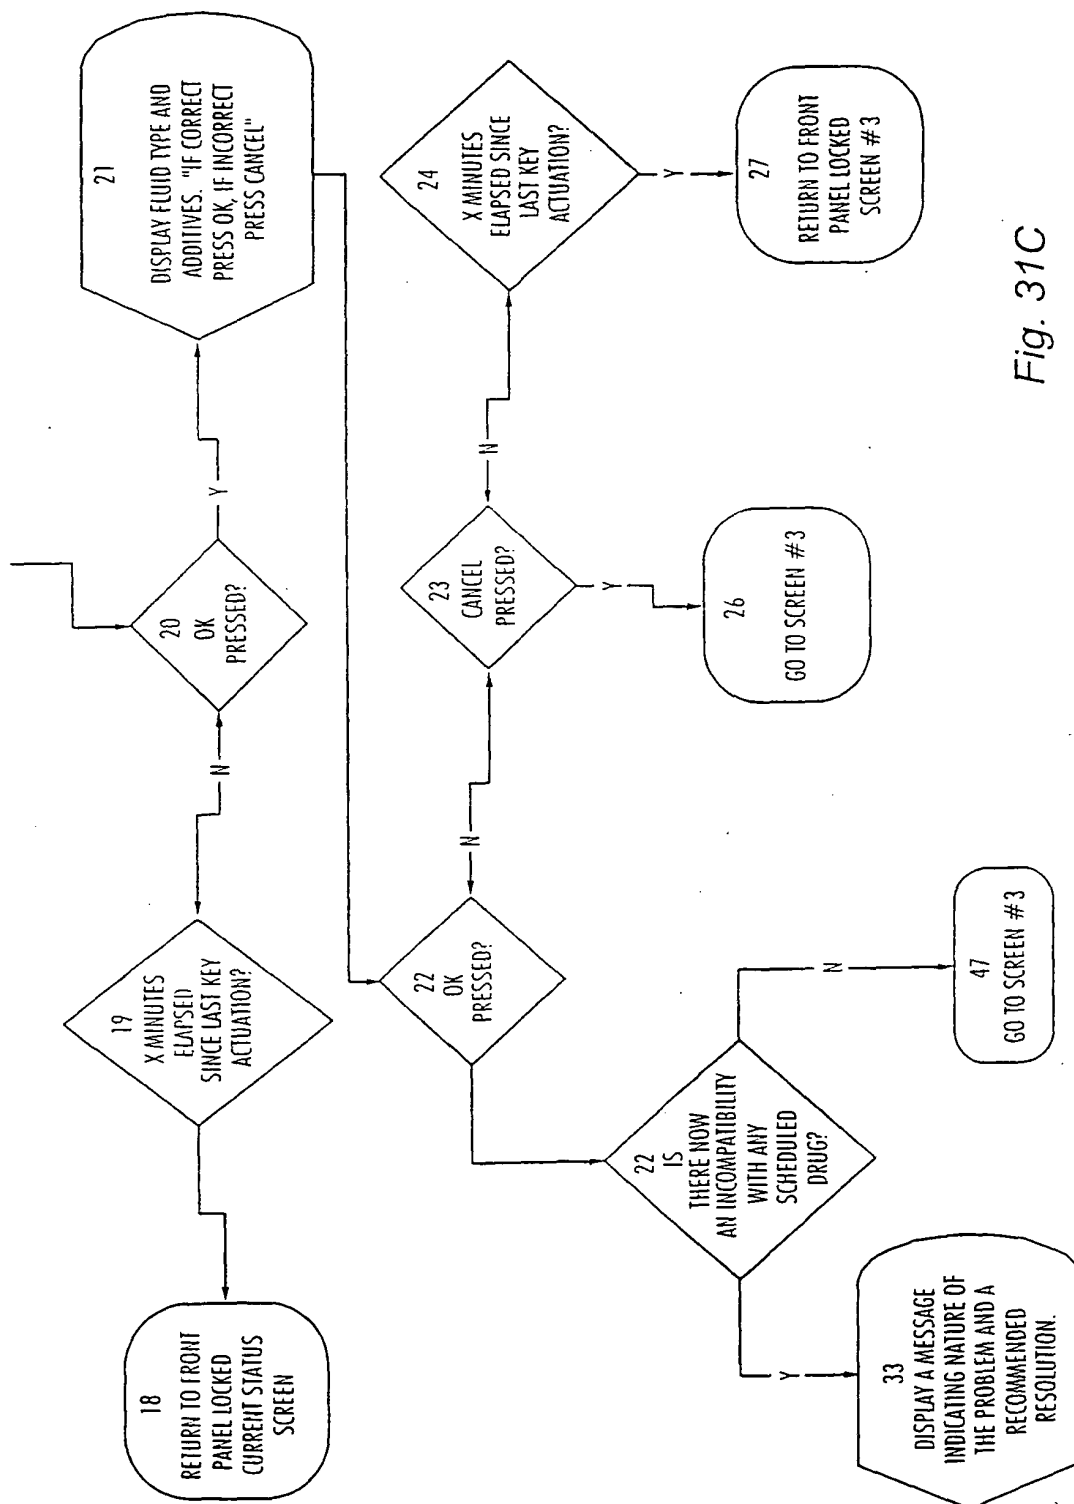 18
RETURN TO FRONT
PANEL LOCKED
CURRENT STATUS
SCREEN
19
X MINUTES
ELAPSED
SINCE LAST KEY
ACTUATION?
N
20
OK
PRESSED?
Y
21
DISPLAY FLUID TYPE AND
ADDITIVES. "IF CORRECT
PRESS OK, IF INCORRECT
PRESS CANCEL"
22
OK
PRESSED?
N
23
CANCEL
PRESSED?
N
24
X MINUTES
ELAPSED SINCE
LAST KEY
ACTUATION?
Y
27
RETURN TO FRONT
PANEL LOCKED
SCREEN #3
Y
26
GO TO SCREEN #3
22
IS
THERE NOW
AN INCOMPATIBILITY
WITH ANY
SCHEDULED
DRUG?
N
47
GO TO SCREEN #3
Y
33
DISPLAY A MESSAGE
INDICATING NATURE OF
THE PROBLEM AND A
RECOMMENDED
RESOLUTION.
Fig. 31C